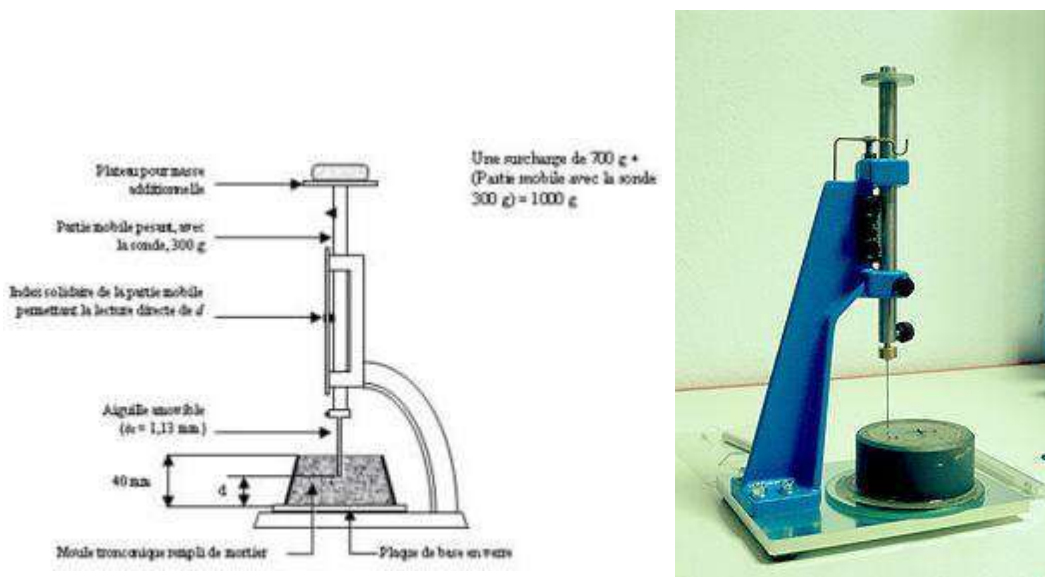 Plateau pour masse
additionnelle
Une surcharge de 700 g +
(Partie mobile avec la sonde
300 g) = 1000 g
Partie mobile pesant, avec
la sonde, 300 g
Index solidaire de la partie mobile
permettant la lecture directe de d
Aiguille amovible
(ϕ = 1,13 mm)
40 mm
d
Moule tronconique rempli de mortier
Plaque de base en verre